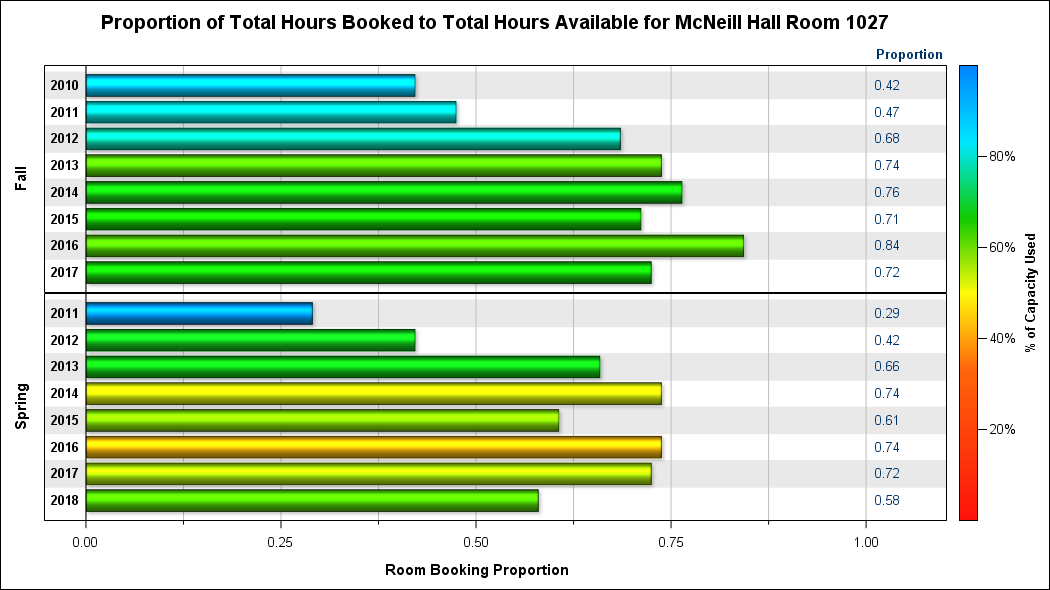 Proportion of Total Hours Booked to Total Hours Available for McNeill Hall Room 1027
Proportion
Fall
2010 0.42
2011 0.47
2012 0.68
2013 0.74
2014 0.76
2015 0.71
2016 0.84
2017 0.72
Spring
2011 0.29
2012 0.42
2013 0.66
2014 0.74
2015 0.61
2016 0.74
2017 0.72
2018 0.58
0.00 0.25 0.50 0.75 1.00
Room Booking Proportion
80%
60%
40%
20%
% of Capacity Used